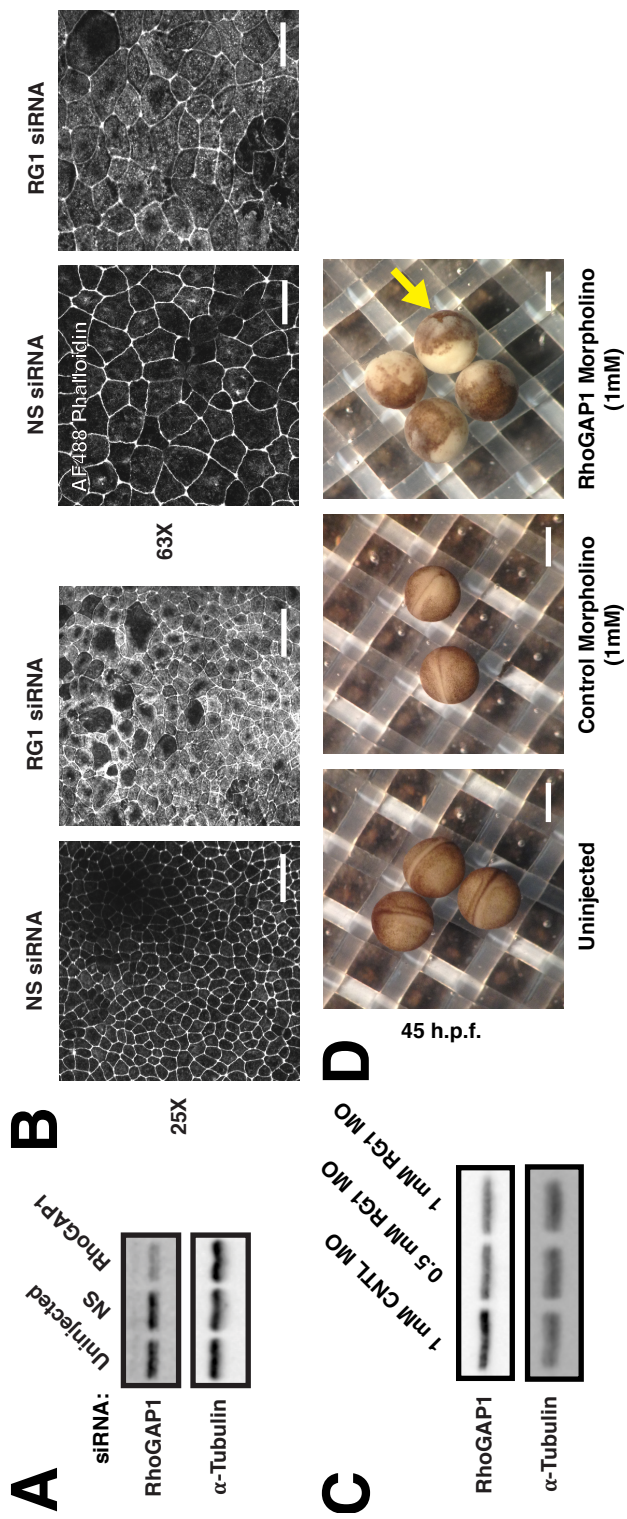 A
siRNA:
Uninjected
NS
RhoGAP1
RhoGAP1
α-Tubulin
B
NS siRNA
RG1 siRNA
NS siRNA
RG1 siRNA
25X
63X
AF488 Phalloidin
C
1 mM CNTL MO
0.5 mM RG1 MO
1 mM RG1 MO
RhoGAP1
α-Tubulin
D
45 h.p.f.
Uninjected
Control Morpholino
(1mM)
RhoGAP1 Morpholino
(1mM)